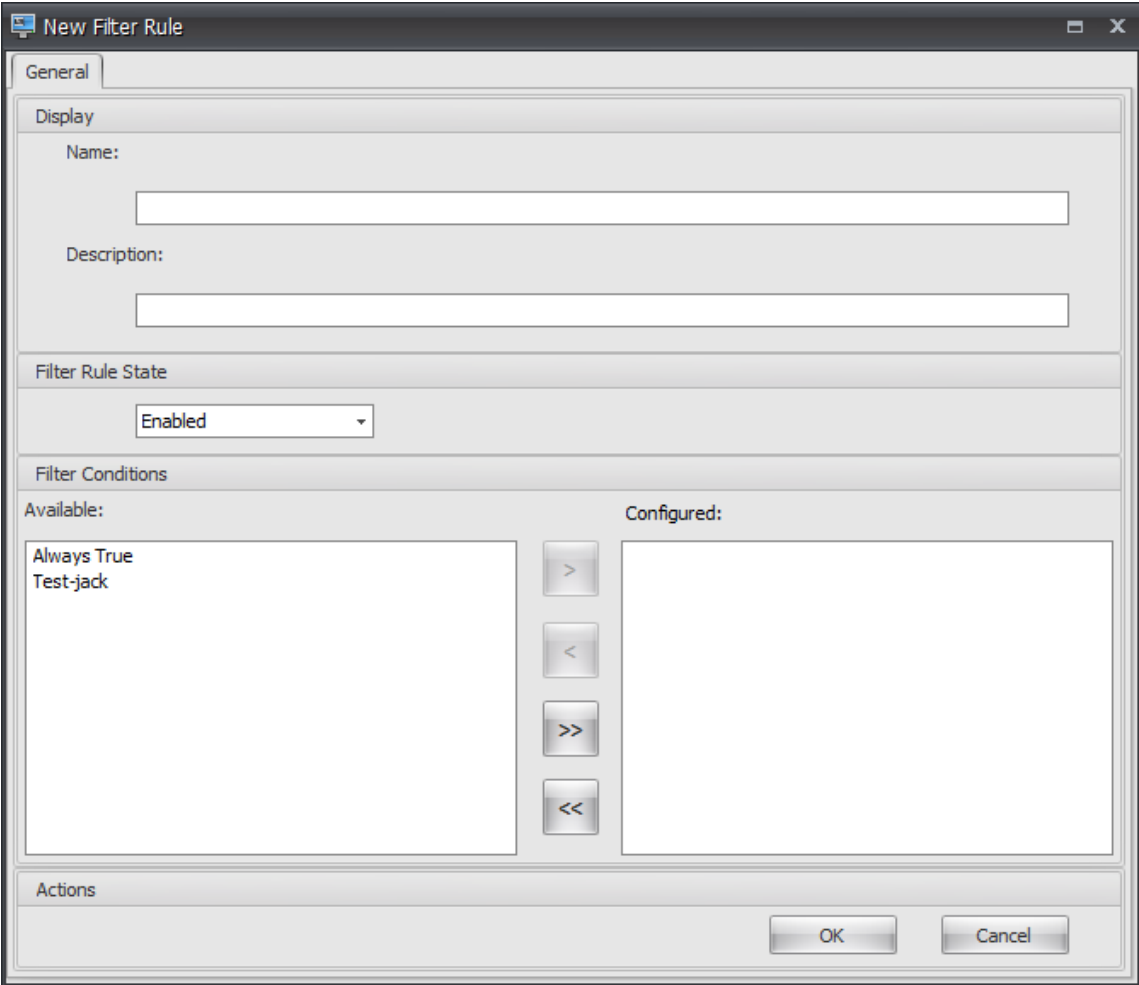 New Filter Rule
General
Display
Name:
Description:
Filter Rule State
Enabled
Filter Conditions
Available:
Configured:
Always True
Test-jack
>
<
>>
<<
Actions
OK
Cancel